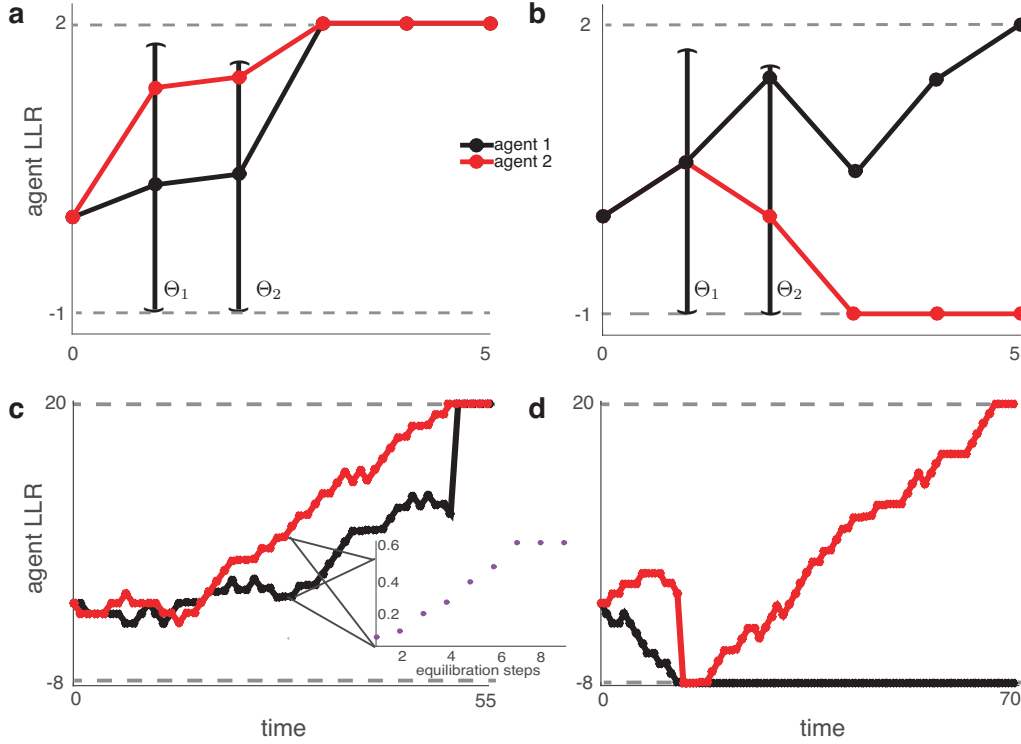 a
b
2
2
agent LLR
agent 1
agent 2
Θ1
Θ2
Θ1
Θ2
-1
-1
0
5
0
5
c
d
20
20
agent LLR
0.6
0.4
0.2
2
4
6
8
equilibration steps
-8
-8
0
55
0
70
time
time